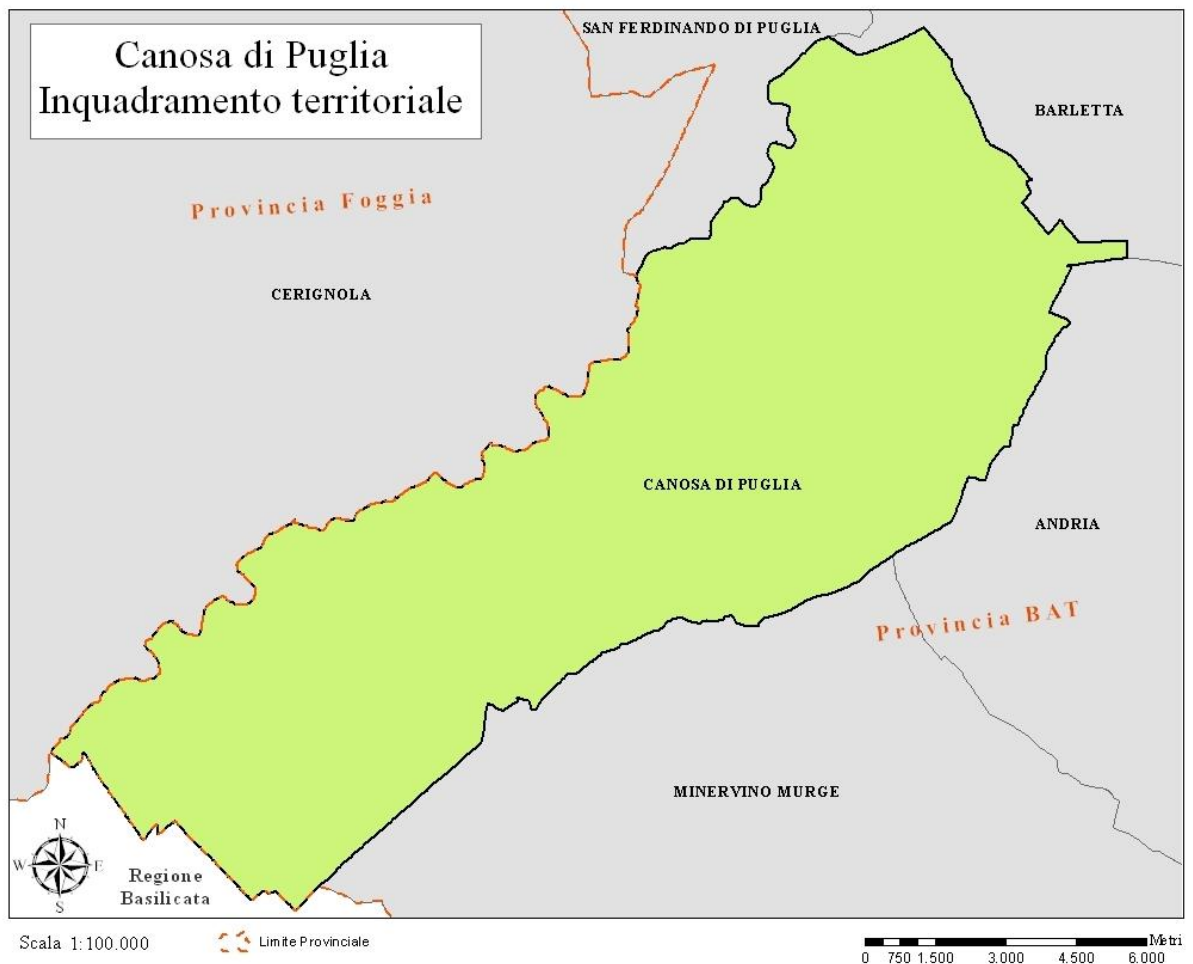 Canosa di Puglia
Inquadramento territoriale
SAN FERDINANDO DI PUGLIA
BARLETTA
Provincia Foggia
CERIGNOLA
CANOSA DI PUGLIA
ANDRIA
Provincia BAT
MINERVINO MURGE
N
W E
S
Regione
Basilicata
Scala 1:100.000
Limite Provinciale
Metri
0 750 1.500 3.000 4.500 6.000